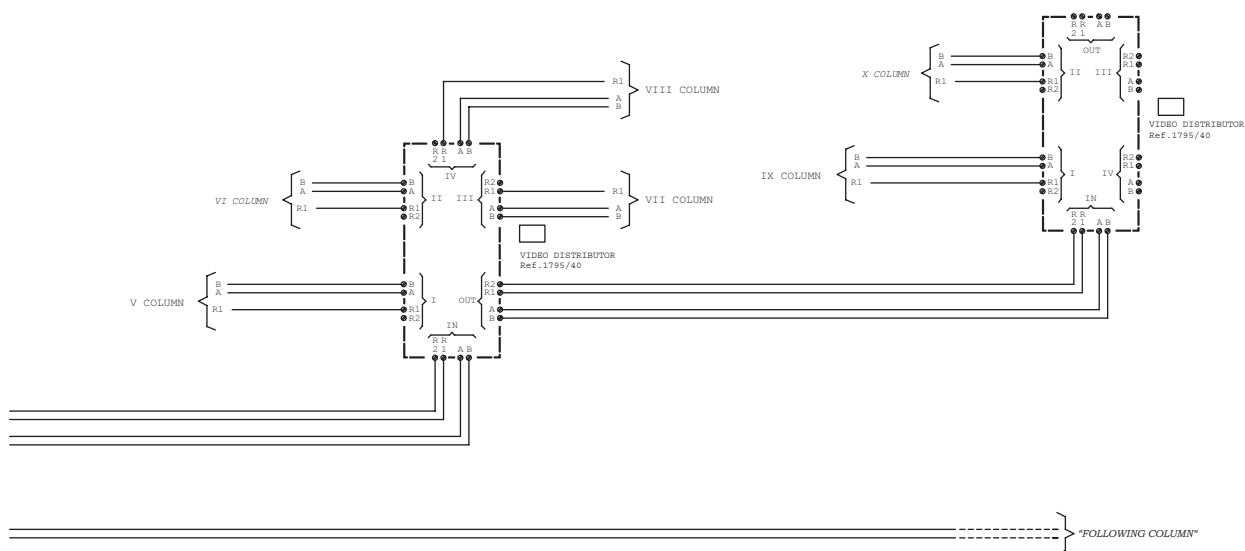 R R A B
2 1
OUT
B
A
R1
X COLUMN
B
A
R1
R2
II
III
R2
R1
A
B
VIDEO DISTRIBUTOR
Ref.1795/40
R1
A
B
VIII COLUMN
R R A B
2 1
IV
B
A
R1
VI COLUMN
B
A
R1
R2
II
III
R2
R1
A
B
R1
A
B
VII COLUMN
VIDEO DISTRIBUTOR
Ref.1795/40
B
A
R1
IX COLUMN
B
A
R1
R2
I
IV
R2
R1
A
B
IN
R R A B
2 1
B
A
R1
V COLUMN
B
A
R1
R2
I
OUT
R2
R1
A
B
IN
R R A B
2 1
"FOLLOWING COLUMN"